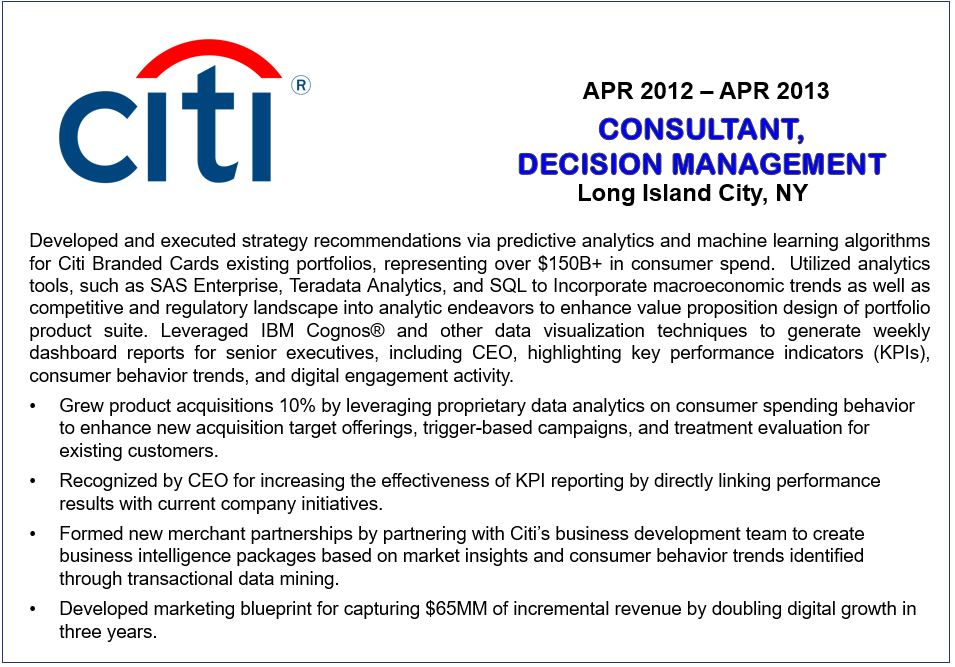 citi®
APR 2012 – APR 2013
CONSULTANT,
DECISION MANAGEMENT
Long Island City, NY
Developed and executed strategy recommendations via predictive analytics and machine learning algorithms
for Citi Branded Cards existing portfolios, representing over $150B+ in consumer spend.  Utilized analytics
tools, such as SAS Enterprise, Teradata Analytics, and SQL to Incorporate macroeconomic trends as well as
competitive and regulatory landscape into analytic endeavors to enhance value proposition design of portfolio
product suite. Leveraged IBM Cognos® and other data visualization techniques to generate weekly
dashboard reports for senior executives, including CEO, highlighting key performance indicators (KPIs),
consumer behavior trends, and digital engagement activity.
• Grew product acquisitions 10% by leveraging proprietary data analytics on consumer spending behavior
to enhance new acquisition target offerings, trigger-based campaigns, and treatment evaluation for
existing customers.
• Recognized by CEO for increasing the effectiveness of KPI reporting by directly linking performance
results with current company initiatives.
• Formed new merchant partnerships by partnering with Citi’s business development team to create
business intelligence packages based on market insights and consumer behavior trends identified
through transactional data mining.
• Developed marketing blueprint for capturing $65MM of incremental revenue by doubling digital growth in
three years.